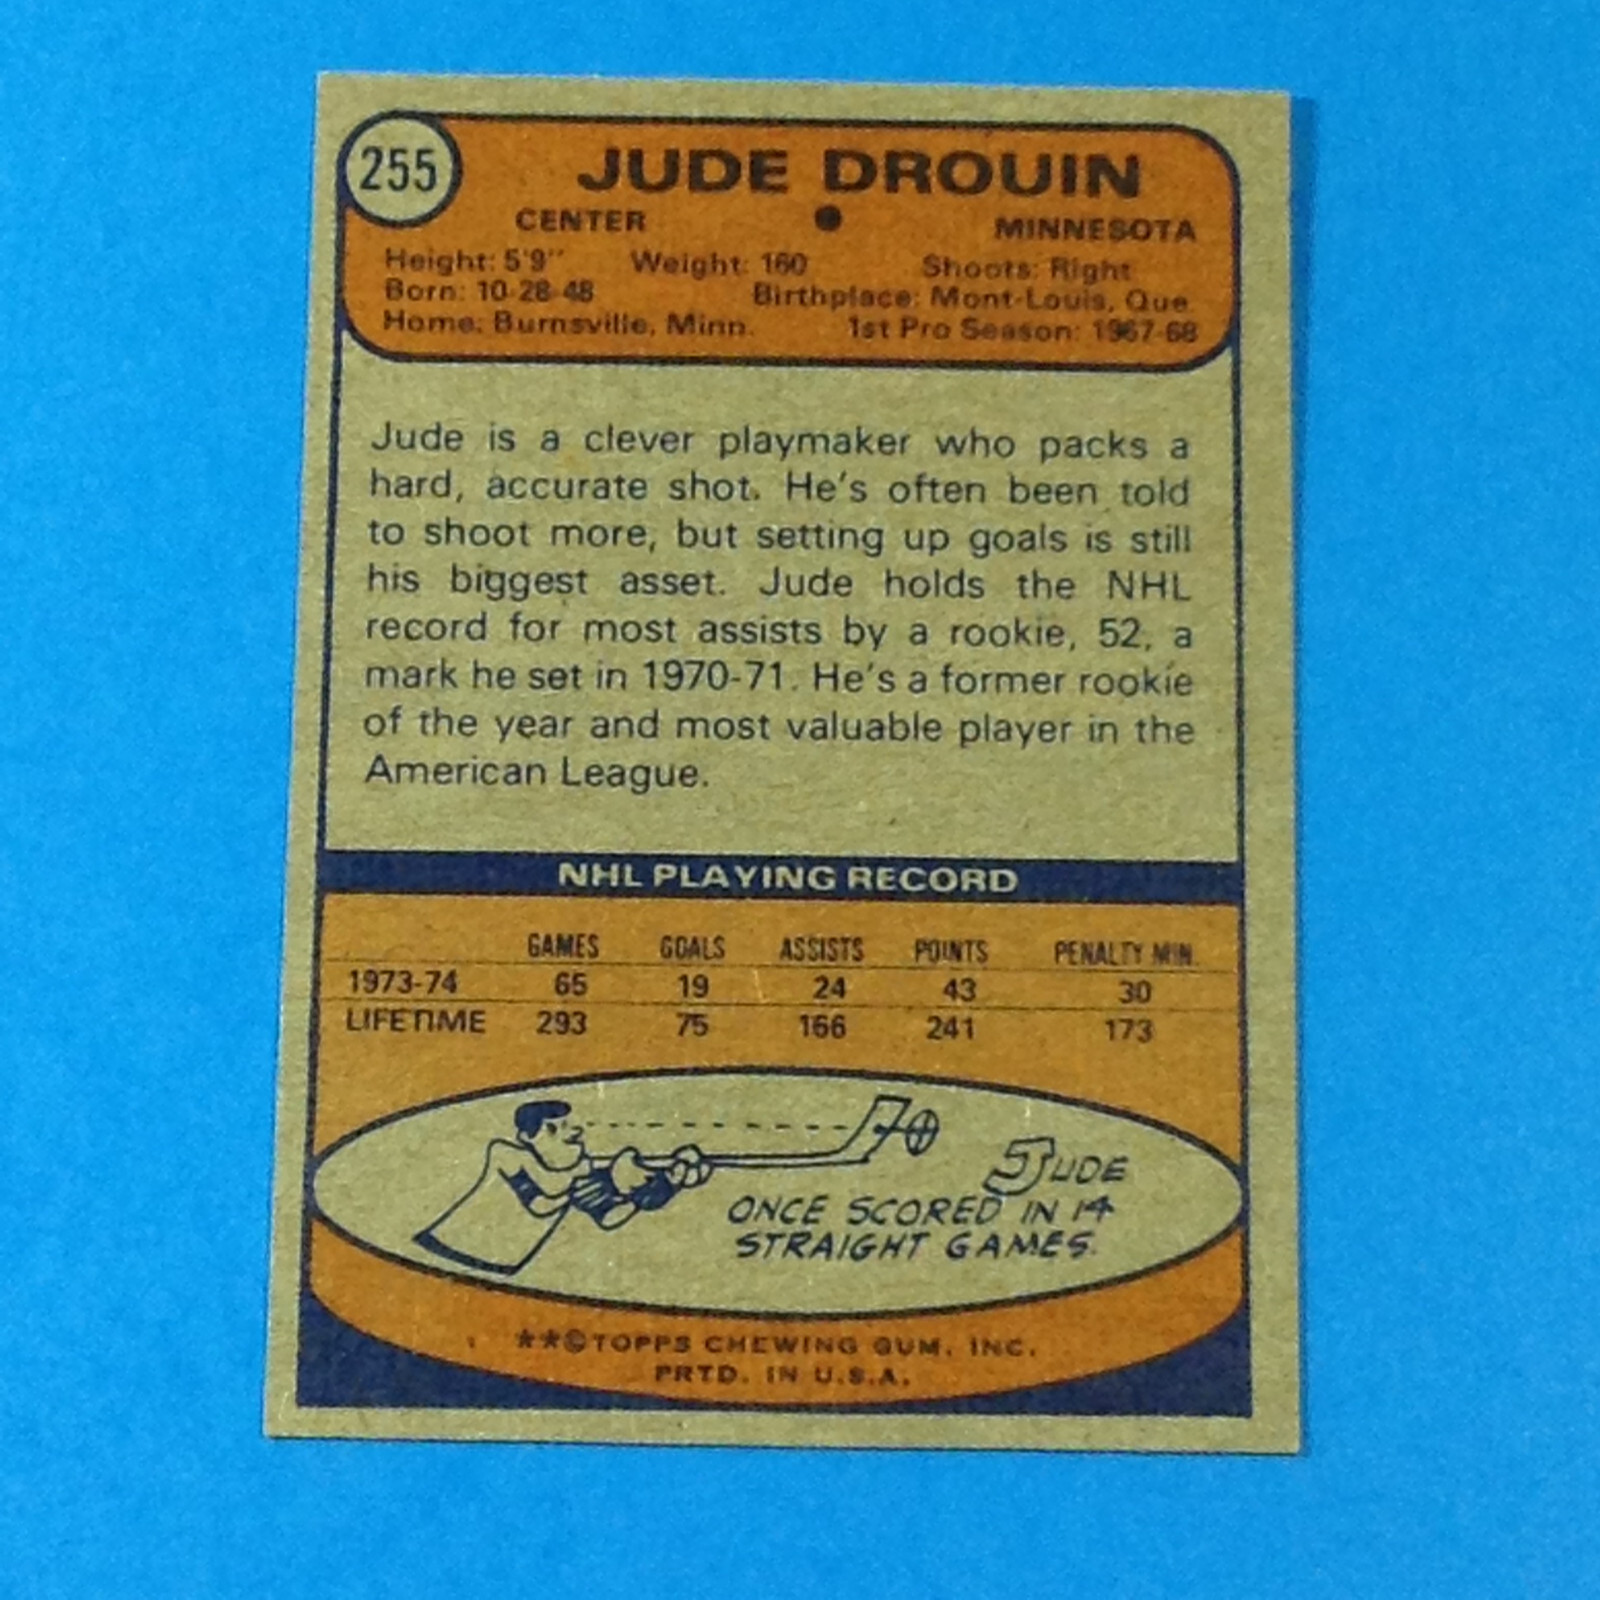 255
JUDE DROUIN
CENTER • MINNESOTA
Height: 5'9" Weight: 160 Shoots: Right
Born: 10-28-48 Birthplace: Mont-Louis, Que.
Home: Burnsville, Minn. 1st Pro Season: 1967-68
Jude is a clever playmaker who packs a
hard, accurate shot. He's often been told
to shoot more, but setting up goals is still
his biggest asset. Jude holds the NHL
record for most assists by a rookie, 52, a
mark he set in 1970-71. He's a former rookie
of the year and most valuable player in the
American League.
NHL PLAYING RECORD
GAMES GOALS ASSISTS POINTS PENALTY MIN.
1973-74 65 19 24 43 30
LIFETIME 293 75 166 241 173
JUDE
ONCE SCORED IN 14
STRAIGHT GAMES.
**©TOPPS CHEWING GUM, INC.
PRTD. IN U.S.A.